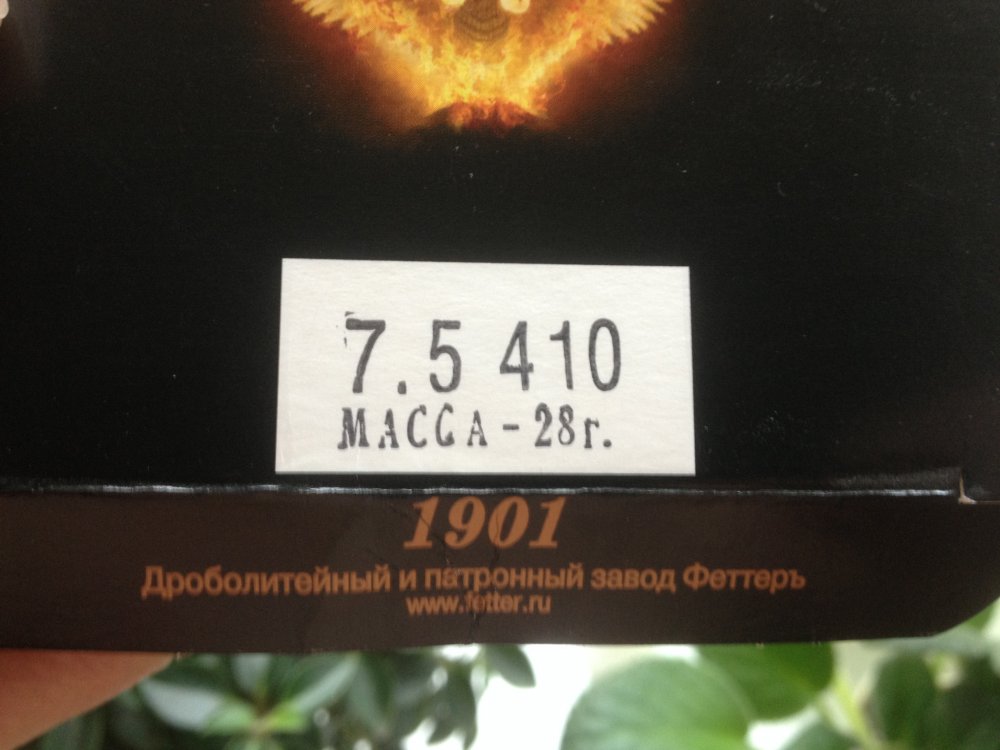 7.5 410
МАССА - 28г.
1901
Дроболитейный и патронный завод Феттеръ
www.fetter.ru